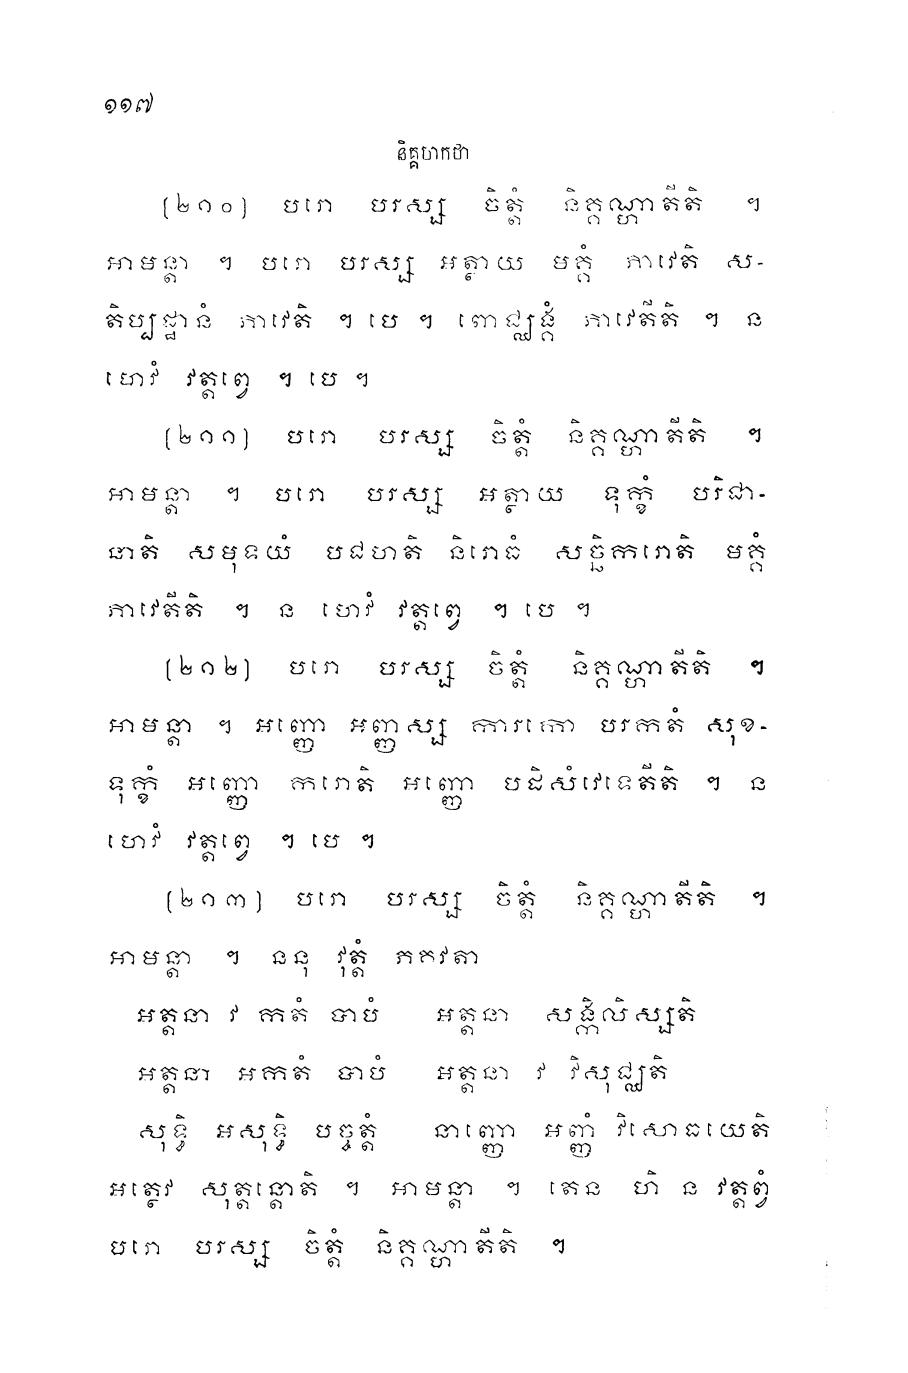 ១១៧
និគ្គហកថា
(២១០) បរោ បរស្ស ចិត្តំ និគ្គណ្ហាតីតិ ។
អាមន្តា ។ បរោ បរស្ស អត្ថាយ មគ្គំ ភាវេតិ ស-
តិប្បដ្ឋានំ ភាវេតិ ។ បេ ។ ពោជ្ឈង្គំ ភាវេតីតិ ។ ន
ហេវំ វត្តព្វេ ។ បេ ។
(២១១) បរោ បរស្ស ចិត្តំ និគ្គណ្ហាតីតិ ។
អាមន្តា ។ បរោ បរស្ស អត្ថាយ ទុក្ខំ បរិជា-
នាតិ សមុទយំ បជហតិ និរោធំ សច្ឆិករោតិ មគ្គំ
ភាវេតីតិ ។ ន ហេវំ វត្តព្វេ ។ បេ ។
(២១២) បរោ បរស្ស ចិត្តំ និគ្គណ្ហាតីតិ ។
អាមន្តា ។ អញ្ញោ អញ្ញស្ស ការកោ បរកតំ សុខ-
ទុក្ខំ អញ្ញោ ករោតិ អញ្ញោ បដិសំវេទេតីតិ ។ ន
ហេវំ វត្តព្វេ ។ បេ ។
(២១៣) បរោ បរស្ស ចិត្តំ និគ្គណ្ហាតីតិ ។
អាមន្តា ។ ននុ វុត្តំ ភគវតា
អត្តនា វ កតំ បាបំ អត្តនា សង្កិលិស្សតិ
អត្តនា អកតំ បាបំ អត្តនា វ វិសុជ្ឈតិ
សុទ្ធិ អសុទ្ធិ បច្ចត្តំ នាញ្ញោ អញ្ញំ វិសោធយេតិ
អត្ថេវ សុត្តន្តោតិ ។ អាមន្តា ។ តេន ហិ ន វត្តព្វំ
បរោ បរស្ស ចិត្តំ និគ្គណ្ហាតីតិ ។